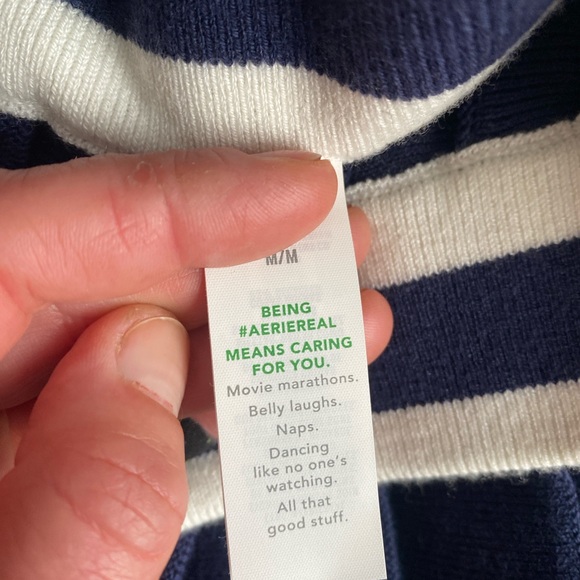 M/M
BEING
#AERIEREAL
MEANS CARING
FOR YOU.
Movie marathons.
Belly laughs.
Naps.
Dancing
like no one's
watching.
All that
good stuff.